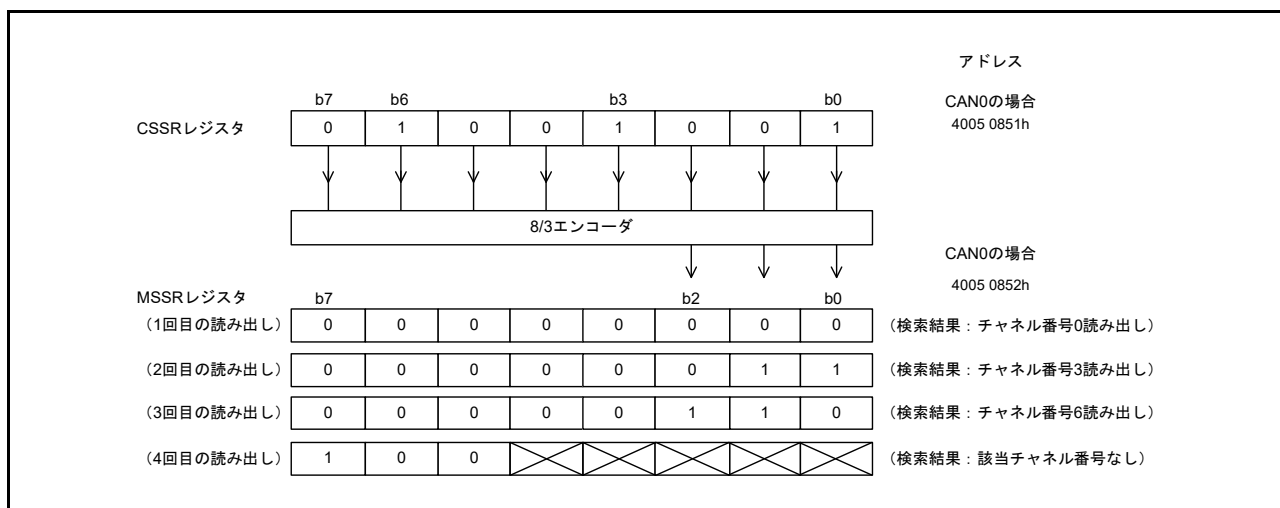 アドレス
b7 b6 b3 b0 CAN0の場合
CSSRレジスタ 0 1 0 0 1 0 0 1 4005 0851h
8/3エンコーダ
CAN0の場合
4005 0852h
MSSRレジスタ b7 b2 b0
(1回目の読み出し) 0 0 0 0 0 0 0 0 (検索結果:チャネル番号0読み出し)
(2回目の読み出し) 0 0 0 0 0 0 1 1 (検索結果:チャネル番号3読み出し)
(3回目の読み出し) 0 0 0 0 0 1 1 0 (検索結果:チャネル番号6読み出し)
(4回目の読み出し) 1 0 0 (検索結果:該当チャネル番号なし)